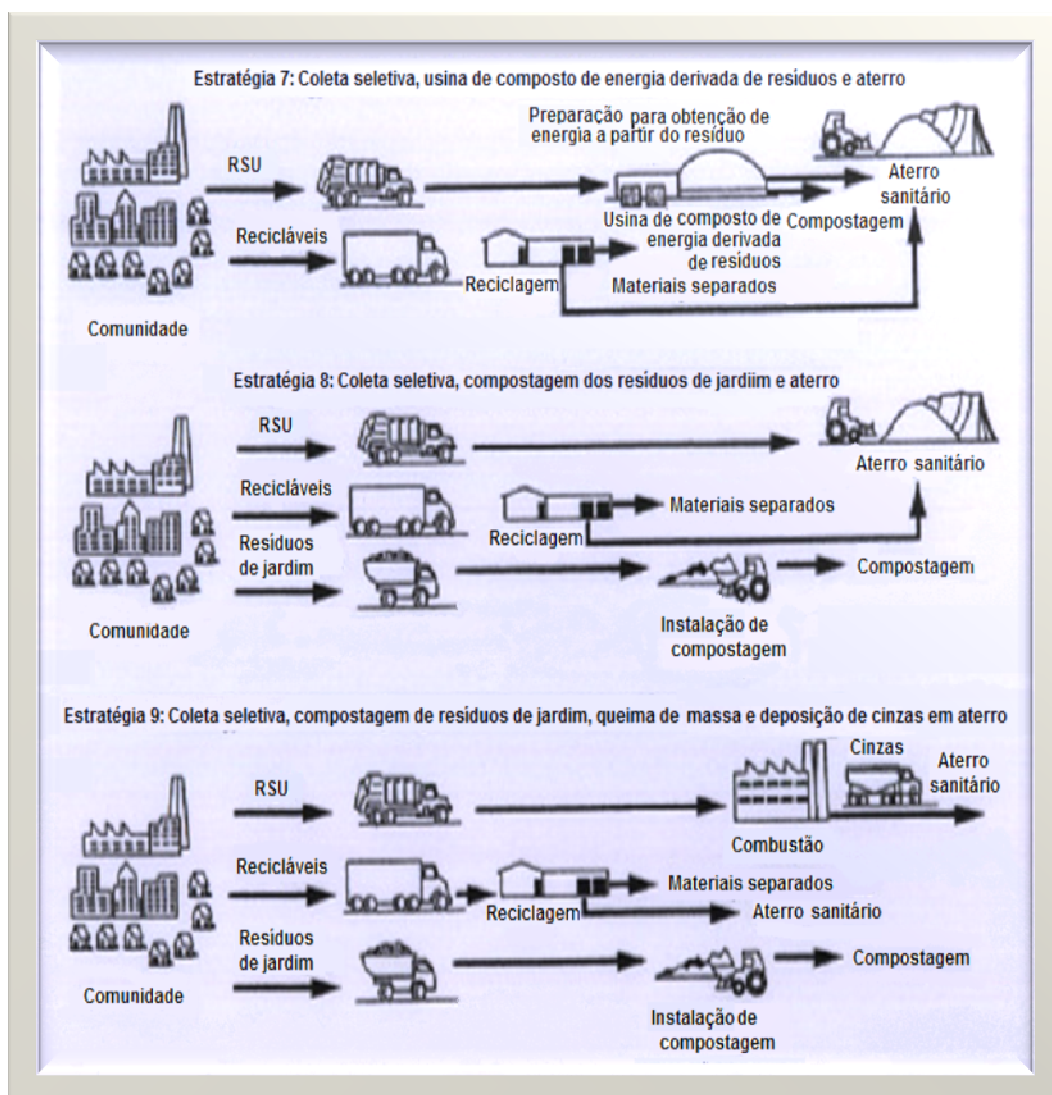 Estratégia 7: Coleta seletiva, usina de composto de energia derivada de resíduos e aterro
Preparação para obtenção de
energia a partir do resíduo
RSU
Aterro
sanitário
Usina de composto de
energia derivada
de resíduos
Compostagem
Recicláveis
Reciclagem
Materiais separados
Comunidade
Estratégia 8: Coleta seletiva, compostagem dos resíduos de jardiim e aterro
RSU
Aterro sanitário
Recicláveis
Materiais separados
Reciclagem
Resíduos
de jardim
Compostagem
Instalação de
compostagem
Comunidade
Estratégia 9: Coleta seletiva, compostagem de resíduos de jardim, queima de massa e deposição de cinzas em aterro
Cinzas
Aterro
sanitário
RSU
Combustão
Recicláveis
Materiais separados
Reciclagem
Aterro sanitário
Resíduos
de jardim
Compostagem
Comunidade
Instalação de
compostagem